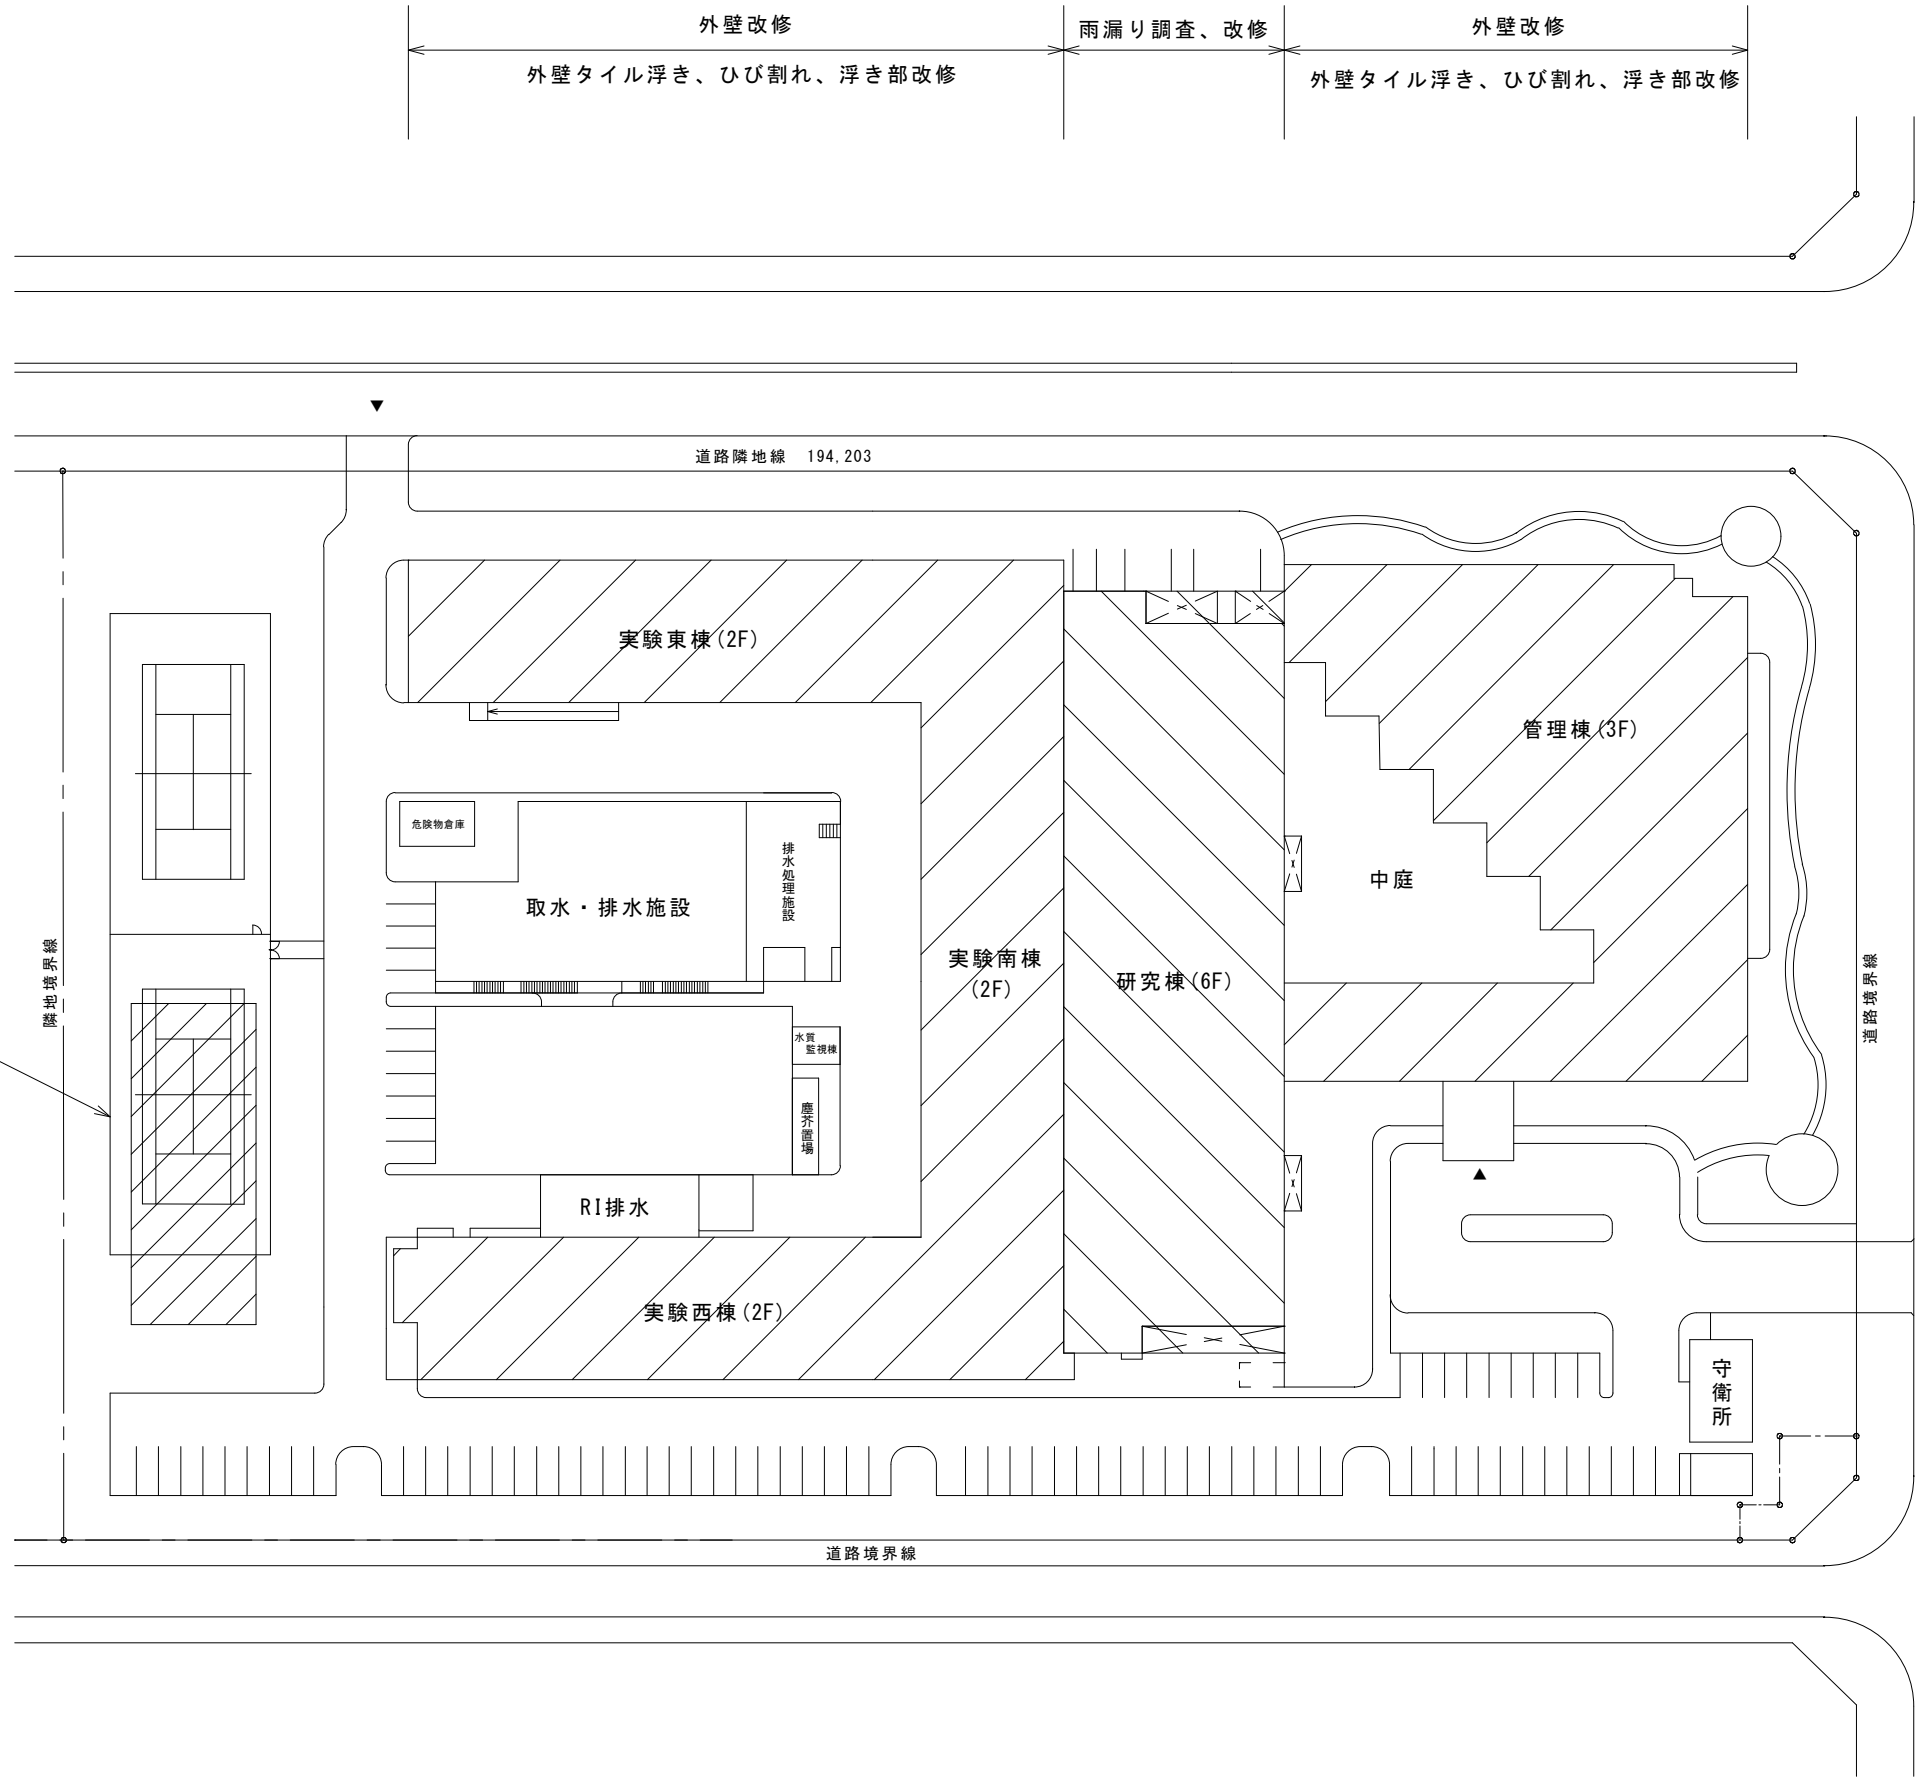 外壁改修
雨漏り調査、改修
外壁改修
外壁タイル浮き、ひび割れ、浮き部改修
外壁タイル浮き、ひび割れ、浮き部改修
道路隣地線 194,203
実験東棟(2F)
管理棟(3F)
危険物倉庫
排水処理施設
取水・排水施設
中庭
隣地境界線
実験南棟
(2F)
研究棟(6F)
道路境界線
水質
監視棟
塵芥置場
RI排水
実験西棟(2F)
守衛所
道路境界線